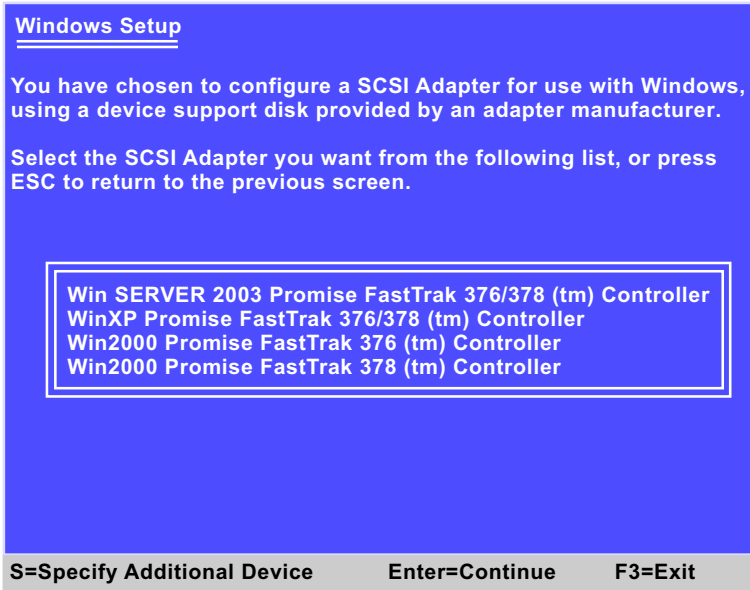 Windows Setup
You have chosen to configure a SCSI Adapter for use with Windows,
using a device support disk provided by an adapter manufacturer.
Select the SCSI Adapter you want from the following list, or press
ESC to return to the previous screen.
Win SERVER 2003 Promise FastTrak 376/378 (tm) Controller
WinXP Promise FastTrak 376/378 (tm) Controller
Win2000 Promise FastTrak 376 (tm) Controller
Win2000 Promise FastTrak 378 (tm) Controller
S=Specify Additional Device Enter=Continue F3=Exit